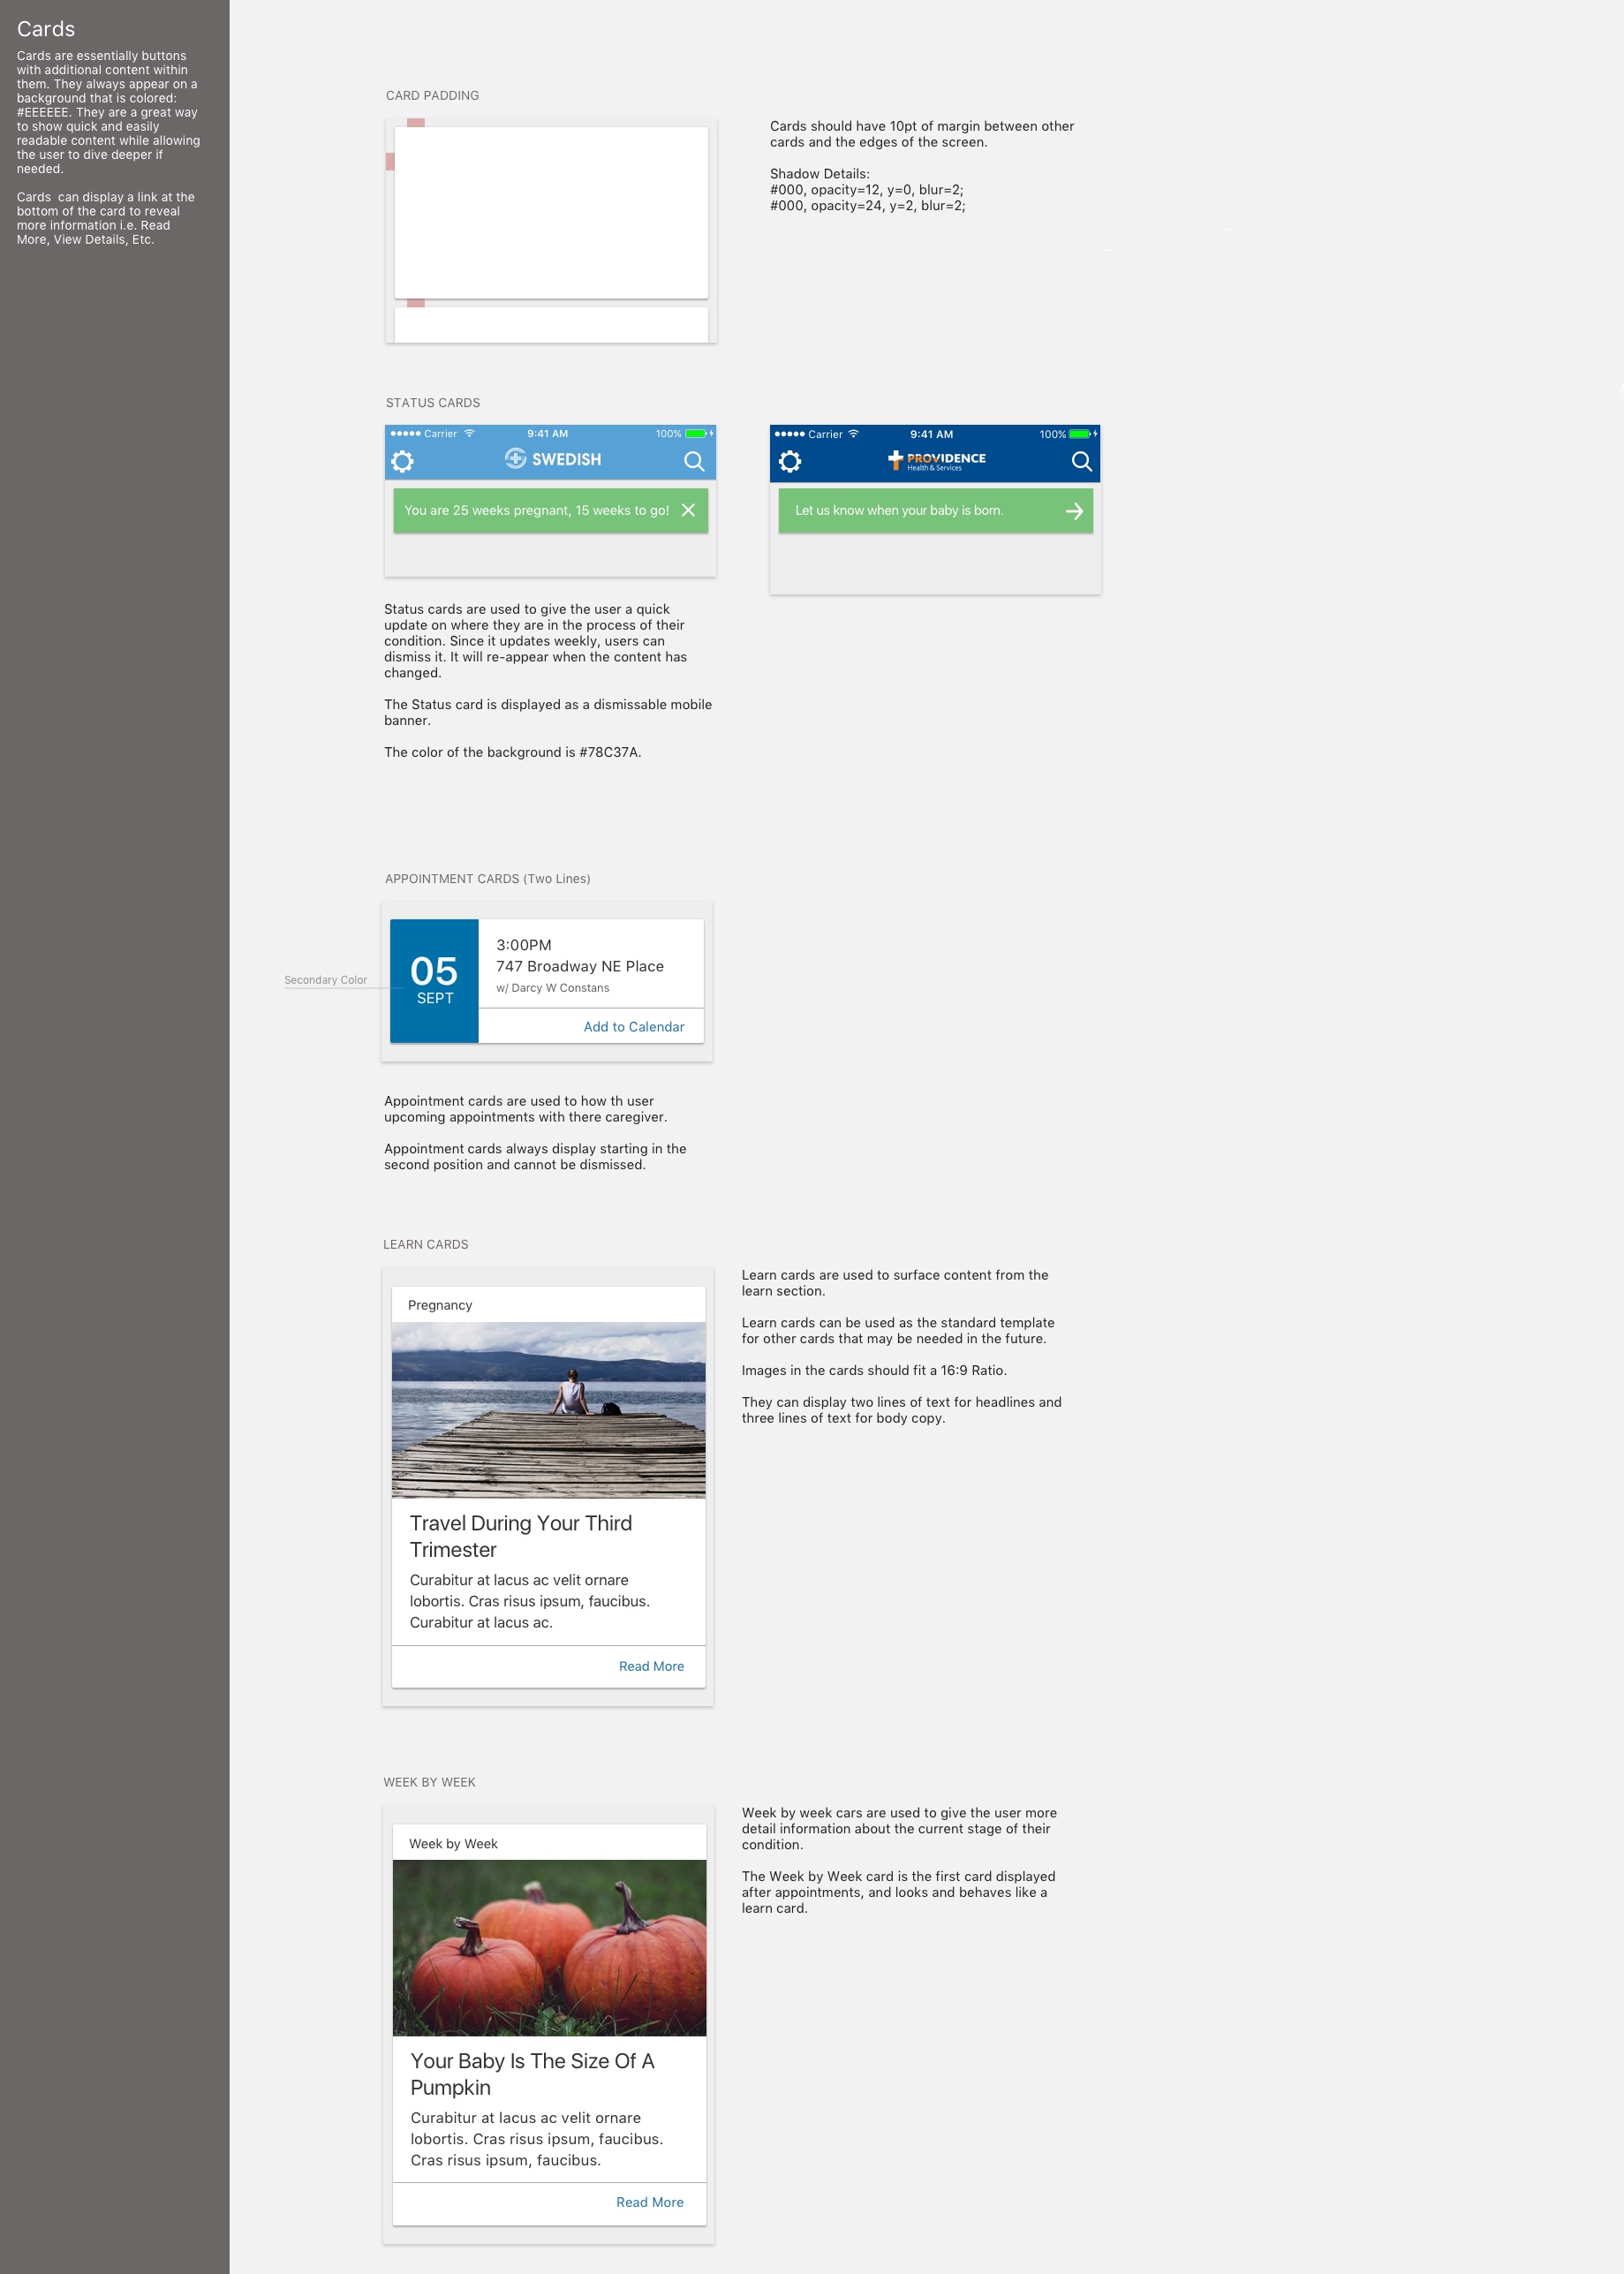 Cards
Cards are essentially buttons
with additional content within
them. They always appear on a
background that is colored:
#EEEEEE. They are a great way
to show quick and easily
readable content while allowing
the user to dive deeper if
needed.
Cards  can display a link at the
bottom of the card to reveal
more information i.e. Read
More, View Details, Etc.
CARD PADDING
Cards should have 10pt of margin between other
cards and the edges of the screen.
Shadow Details:
#000, opacity=12, y=0, blur=2;
#000, opacity=24, y=2, blur=2;
STATUS CARDS
Carrier 9:41 AM 100%
SWEDISH
You are 25 weeks pregnant, 15 weeks to go!
Carrier 9:41 AM 100%
PROVIDENCE
Health & Services
Let us know when your baby is born.
Status cards are used to give the user a quick
update on where they are in the process of their
condition. Since it updates weekly, users can
dismiss it. It will re-appear when the content has
changed.
The Status card is displayed as a dismissable mobile
banner.
The color of the background is #78C37A.
APPOINTMENT CARDS (Two Lines)
Secondary Color
05
SEPT
3:00PM
747 Broadway NE Place
w/ Darcy W Constans
Add to Calendar
Appointment cards are used to how th user
upcoming appointments with there caregiver.
Appointment cards always display starting in the
second position and cannot be dismissed.
LEARN CARDS
Pregnancy
Travel During Your Third
Trimester
Curabitur at lacus ac velit ornare
lobortis. Cras risus ipsum, faucibus.
Curabitur at lacus ac.
Read More
Learn cards are used to surface content from the
learn section.
Learn cards can be used as the standard template
for other cards that may be needed in the future.
Images in the cards should fit a 16:9 Ratio.
They can display two lines of text for headlines and
three lines of text for body copy.
WEEK BY WEEK
Week by Week
Your Baby Is The Size Of A
Pumpkin
Curabitur at lacus ac velit ornare
lobortis. Cras risus ipsum, faucibus.
Cras risus ipsum, faucibus.
Read More
Week by week cars are used to give the user more
detail information about the current stage of their
condition.
The Week by Week card is the first card displayed
after appointments, and looks and behaves like a
learn card.